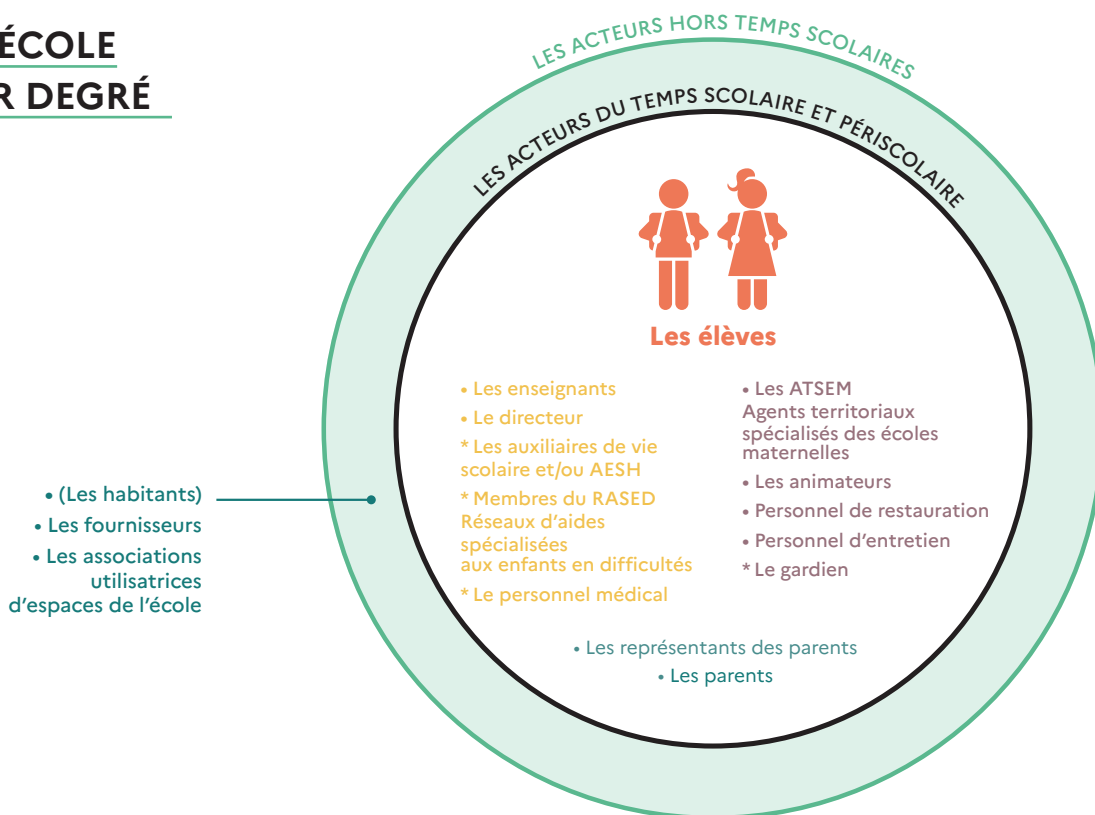 ÉCOLE
R DEGRÉ
LES ACTEURS HORS TEMPS SCOLAIRES
LES ACTEURS DU TEMPS SCOLAIRE ET PÉRISCOLAIRE
Les élèves
• Les enseignants
• Le directeur
* Les auxiliaires de vie
scolaire et/ou AESH
* Membres du RASED
Réseaux d'aides
spécialisées
aux enfants en difficultés
* Le personnel médical
• Les ATSEM
Agents territoriaux
spécialisés des écoles
maternelles
• Les animateurs
• Personnel de restauration
• Personnel d'entretien
* Le gardien
• Les représentants des parents
• Les parents
• (Les habitants)
• Les fournisseurs
• Les associations
utilisatrices
d'espaces de l'école